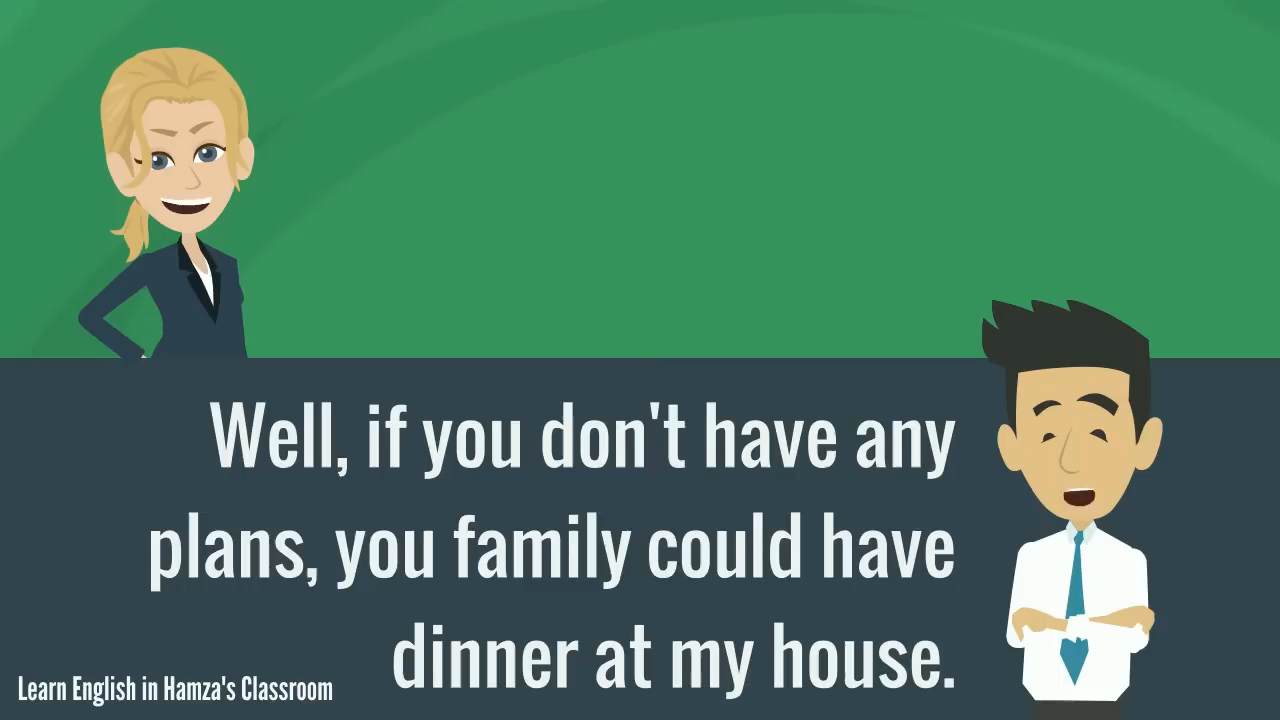 Well, if you don't have any
plans, you family could have
dinner at my house.
Learn English in Hamza's Classroom